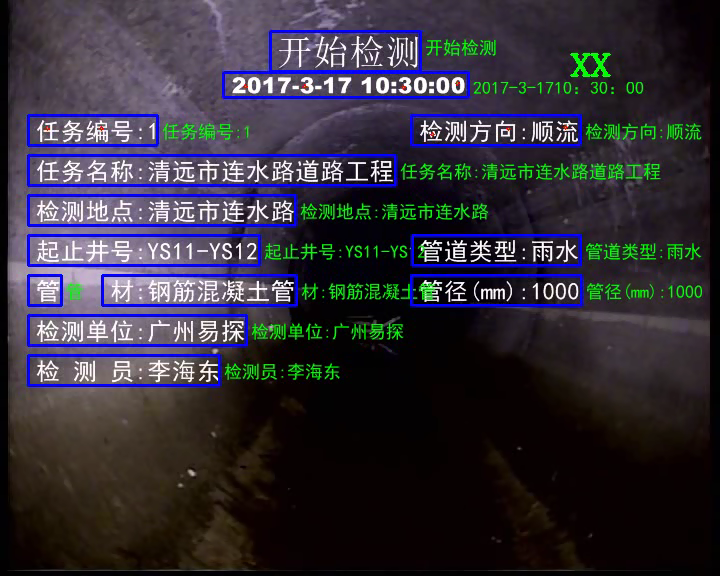 开始检测 开始检测
XX
2017-3-17 10:30:00 2017-3-1710: 30: 00
任务编号:1 任务编号:1 检测方向:顺流 检测方向:顺流
任务名称:清远市连水路道路工程 任务名称:清远市连水路道路工程
检测地点:清远市连水路 检测地点:清远市连水路
起止井号:YS11-YS12 起止井号:YS11-YS 管道类型:雨水 管道类型:雨水
管 管 材:钢筋混凝土管 材:钢筋混凝土管 管径(mm):1000 管径(mm):1000
检测单位:广州易探 检测单位:广州易探
检 测 员:李海东 检测员:李海东